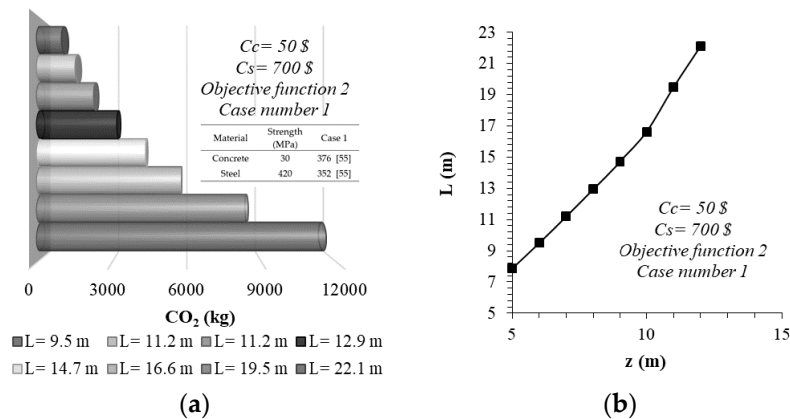 Cc= 50 $
Cs= 700 $
Objective function 2
Case number 1
Material Strength (MPa) Case 1
Concrete 30 376 [55]
Steel 420 352 [55]
0 3000 6000 9000 12000
CO2 (kg)
L= 9.5 m L= 11.2 m L= 11.2 m L= 12.9 m
L= 14.7 m L= 16.6 m L= 19.5 m L= 22.1 m
(a)
23
21
19
17
15
13
11
9
7
5
L (m)
Cc= 50 $
Cs= 700 $
Objective function 2
Case number 1
5 10 15
z (m)
(b)